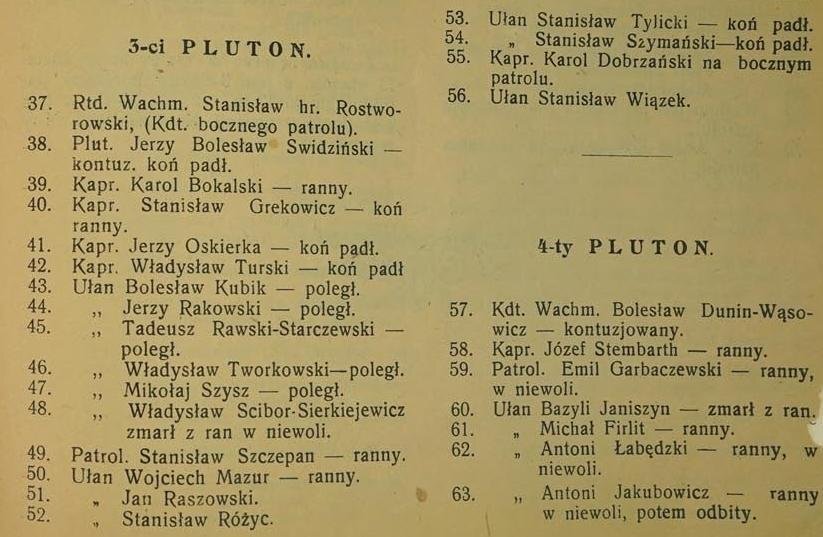 3-ci PLUTON.
37. Rtd. Wachm. Stanisław hr. Rostwo-
rowski, (Kdt. bocznego patrolu).
38. Plut. Jerzy Bolesław Swidziński —
kontuz. koń padł.
39. Kapr. Karol Bokalski — ranny.
40. Kapr. Stanisław Grekowicz — koń
ranny.
41. Kapr. Jerzy Oskierka — koń padł.
42. Kapr. Władysław Turski — koń padł
43. Ułan Bolesław Kubik — poległ.
44. „ Jerzy Rakowski — poległ.
45. „ Tadeusz Rawski-Starczewski —
poległ.
46. „ Władysław Tworkowski—poległ.
47. „ Mikołaj Szysz — poległ.
48. „ Władysław Scibor-Sierkiejewicz
zmarł z ran w niewoli.
49. Patrol. Stanisław Szczepan — ranny.
50. Ułan Wojciech Mazur — ranny.
51. „ Jan Raszowski.
52. „ Stanisław Różyc.
53. Ułan Stanisław Tylicki — koń padł.
54. „ Stanisław Szymański—koń padł.
55. Kapr. Karol Dobrzański na bocznym
patrolu.
56. Ułan Stanisław Wiązek.
4-ty PLUTON.
57. Kdt. Wachm. Bolesław Dunin-Wąso-
wicz — kontuzjowany.
58. Kapr. Józef Stembarth — ranny.
59. Patrol. Emil Garbaczewski — ranny,
w niewoli.
60. Ułan Bazyli Janiszyn — zmarł z ran.
61. „ Michał Firlit — ranny.
62. „ Antoni Łabędzki — ranny, w
niewoli.
63. „ Antoni Jakubowicz — ranny
w niewoli, potem odbity.